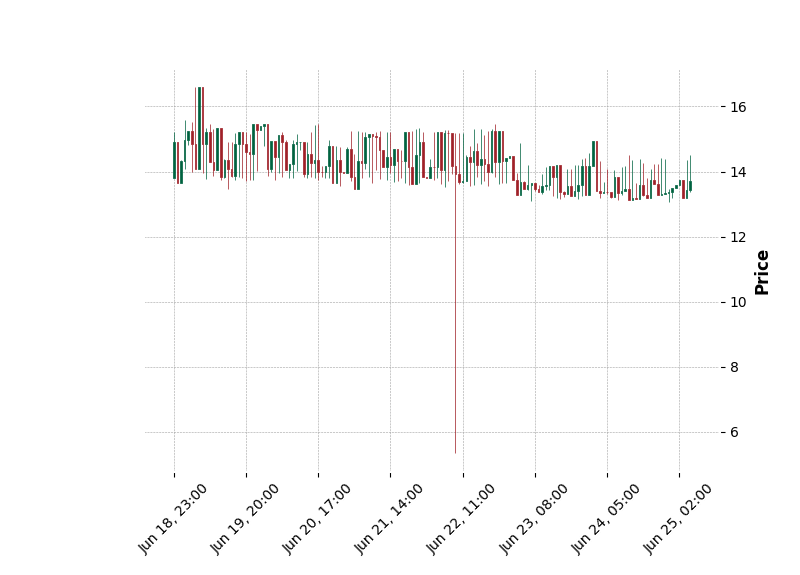 16
14
12
10
8
6
Price
Jun 18, 23:00
Jun 19, 20:00
Jun 20, 17:00
Jun 21, 14:00
Jun 22, 11:00
Jun 23, 08:00
Jun 24, 05:00
Jun 25, 02:00